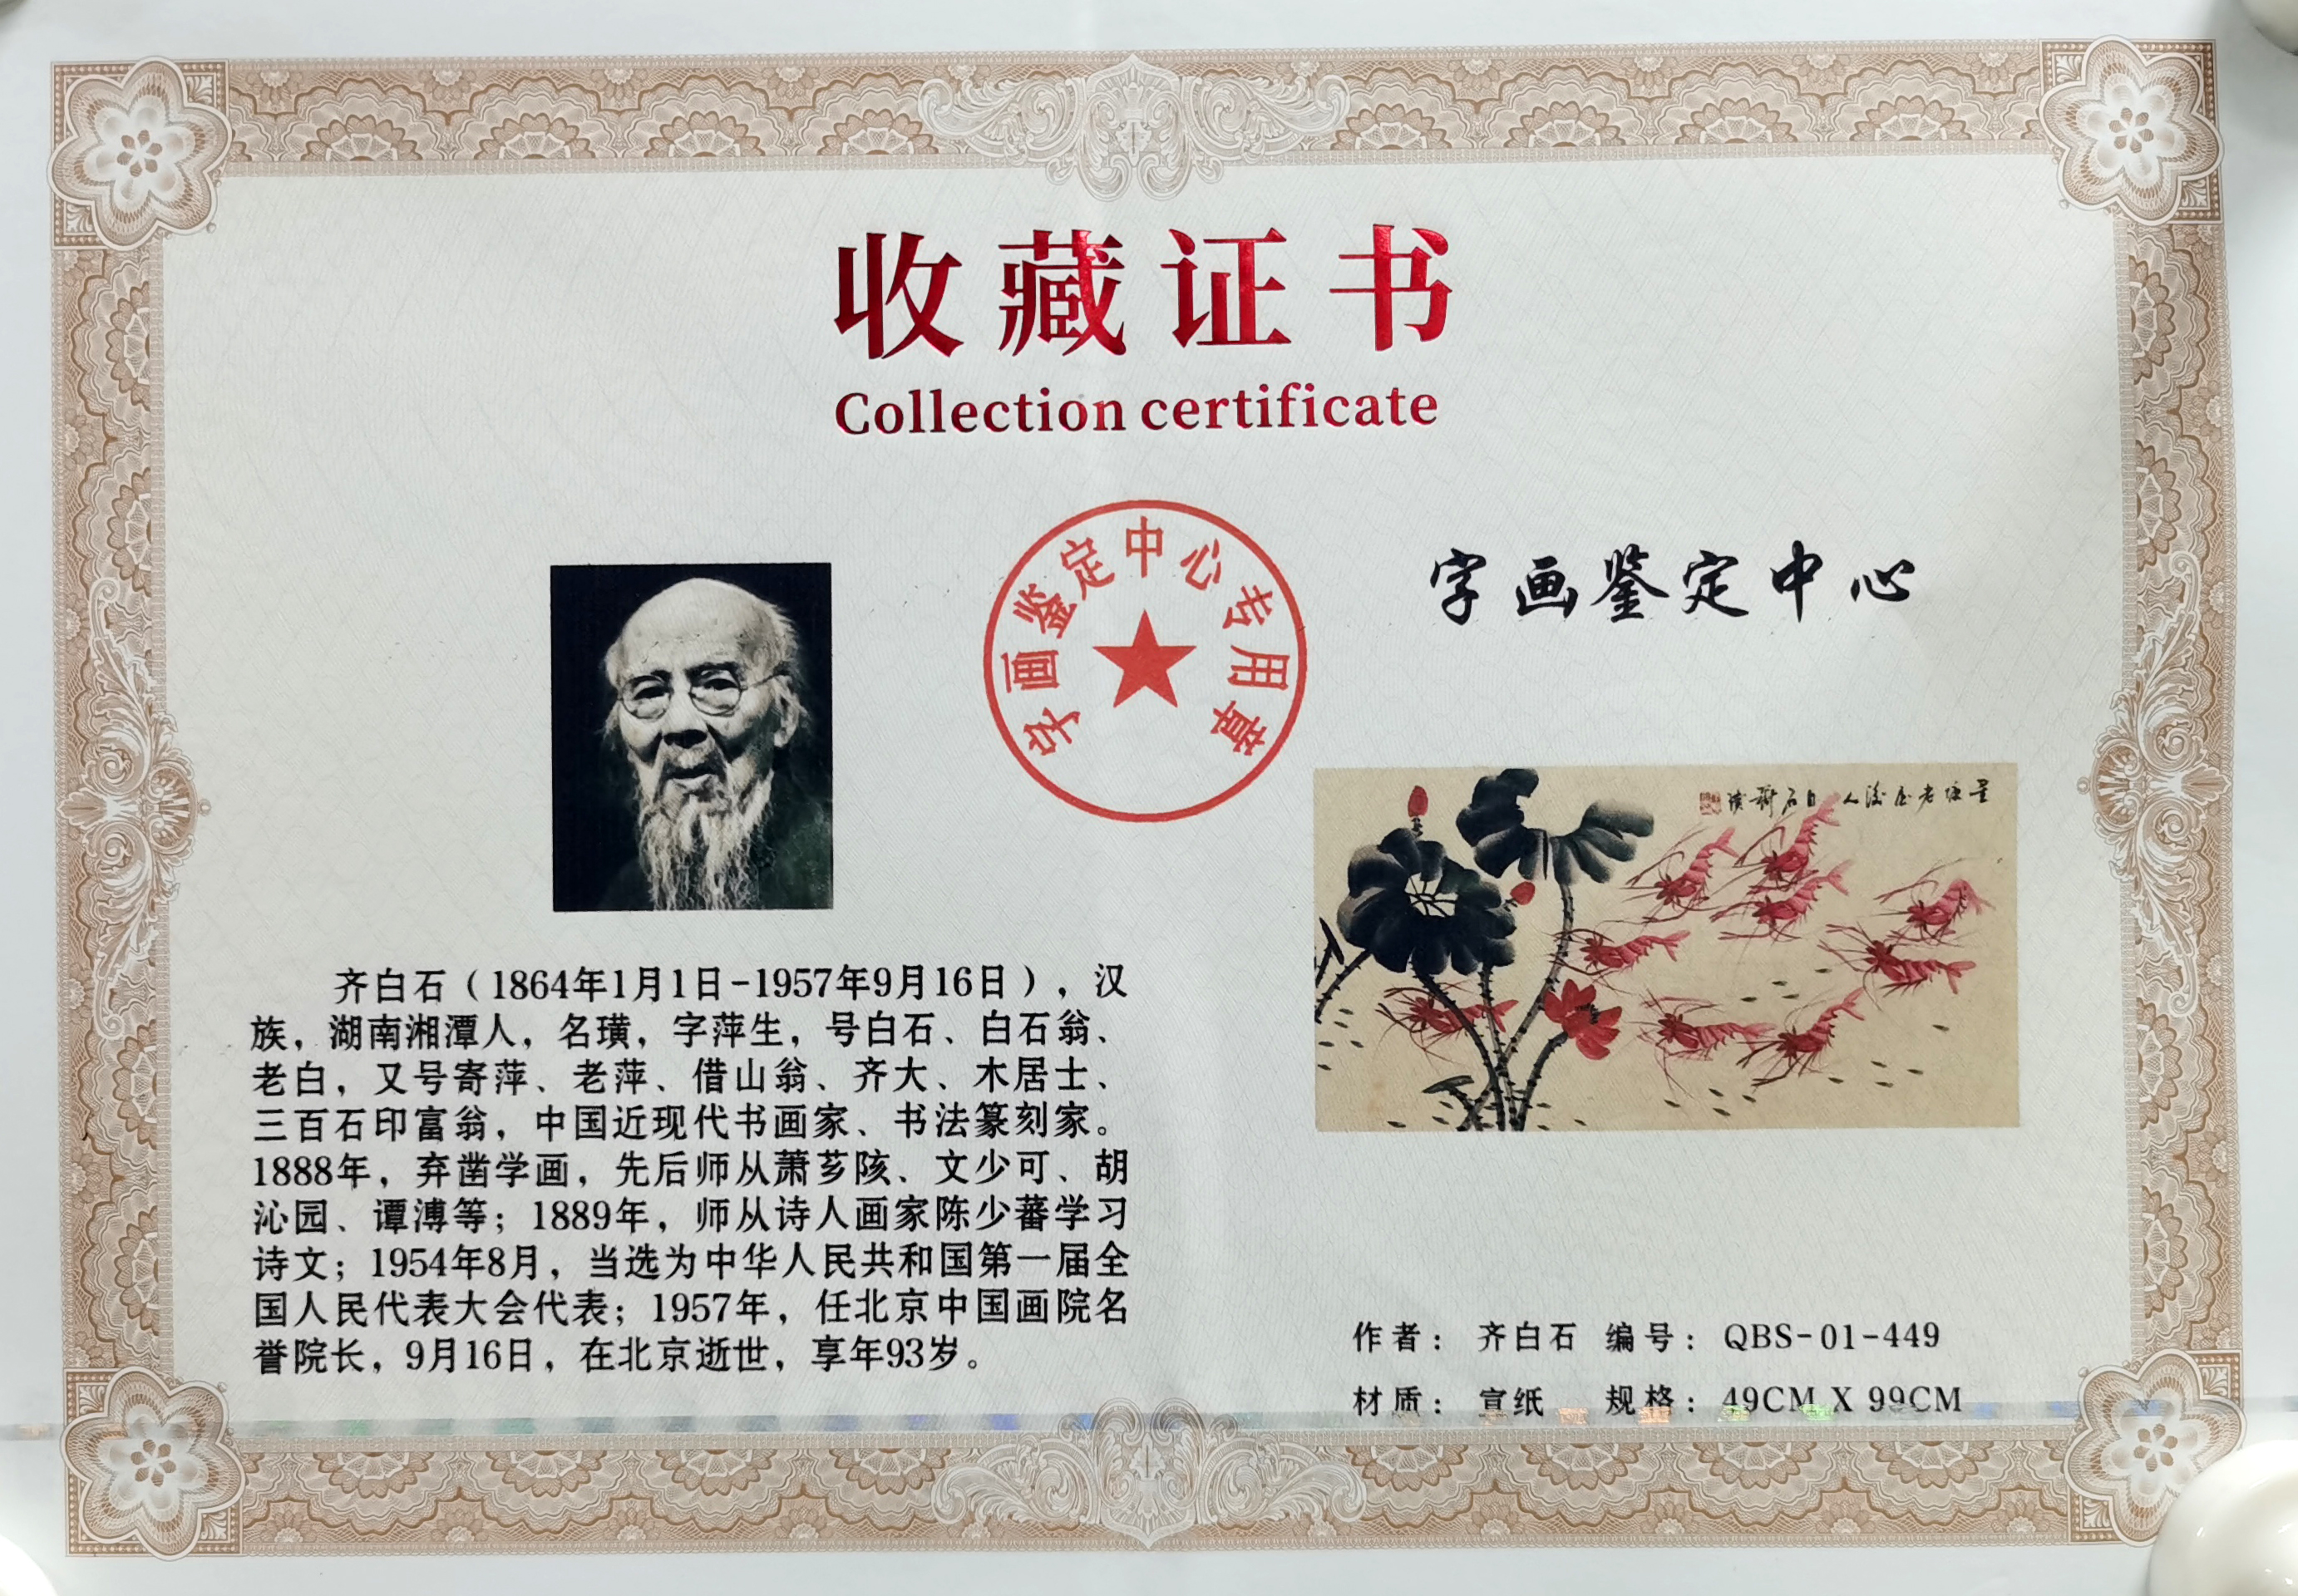 收藏证书
Collection certificate
字画鉴定中心专用章
字画鉴定中心
齐白石（1864年1月1日-1957年9月16日），汉
族，湖南湘潭人，名璜，字萍生，号白石、白石翁、
老白，又号寄萍、老萍、借山翁、齐大、木居士、
三百石印富翁，中国近现代书画家、书法篆刻家。
1888年，弃凿学画，先后师从萧芗陔、文少可、胡
沁园、谭溥等；1889年，师从诗人画家陈少蕃学习
诗文；1954年8月，当选为中华人民共和国第一届全
国人民代表大会代表；1957年，任北京中国画院名
誉院长，9月16日，在北京逝世，享年93岁。
白石齐璜
作者： 齐白石 编号： QBS-01-449
材质： 宣纸 规格： 49CM X 99CM